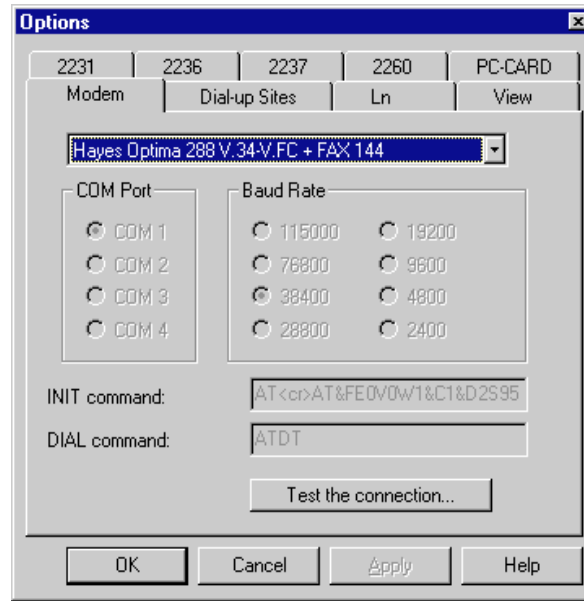 Options
2231 2236 2237 2260 PC-CARD
Modem Dial-up Sites Ln View
Hayes Optima 288 V.34-V.FC + FAX 144
COM Port Baud Rate
COM 1 115000 19200
COM 2 76800 9600
COM 3 38400 4800
COM 4 28800 2400
INIT command: AT<cr>AT&FE0V0W1&C1&D2S95
DIAL command: ATDT
Test the connection...
OK Cancel Apply Help